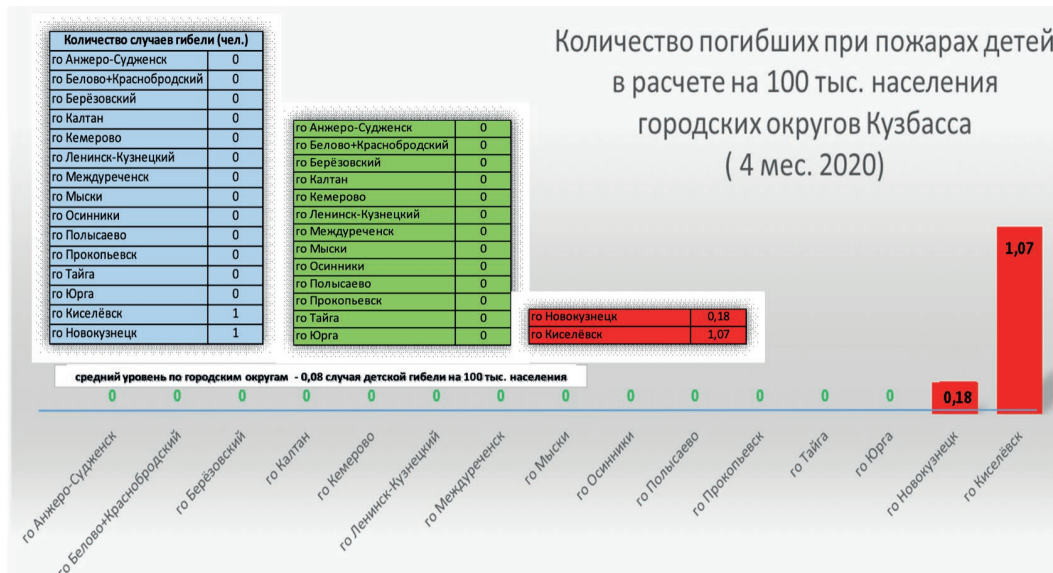 Количество погибших при пожарах детей
в расчете на 100 тыс. населения
городских округов Кузбасса
( 4 мес. 2020)
Количество случаев гибели (чел.)
го Анжеро-Судженск 0
го Белово+Краснобродский 0
го Берёзовский 0
го Калтан 0
го Кемерово 0
го Ленинск-Кузнецкий 0
го Междуреченск 0
го Мыски 0
го Осинники 0
го Полысаево 0
го Прокопьевск 0
го Тайга 0
го Юрга 0
го Киселёвск 1
го Новокузнецк 1
го Анжеро-Судженск 0
го Белово+Краснобродский 0
го Берёзовский 0
го Калтан 0
го Кемерово 0
го Ленинск-Кузнецкий 0
го Междуреченск 0
го Мыски 0
го Осинники 0
го Полысаево 0
го Прокопьевск 0
го Тайга 0
го Юрга 0
го Новокузнецк 0,18
го Киселёвск 1,07
средний уровень по городским округам - 0,08 случая детской гибели на 100 тыс. населения
0 0 0 0 0 0 0 0 0 0 0 0 0 0,18 1,07
го Анжеро-Судженск
го Белово+Краснобродский
го Берёзовский
го Калтан
го Кемерово
го Ленинск-Кузнецкий
го Междуреченск
го Мыски
го Осинники
го Полысаево
го Прокопьевск
го Тайга
го Юрга
го Новокузнецк
го Киселёвск